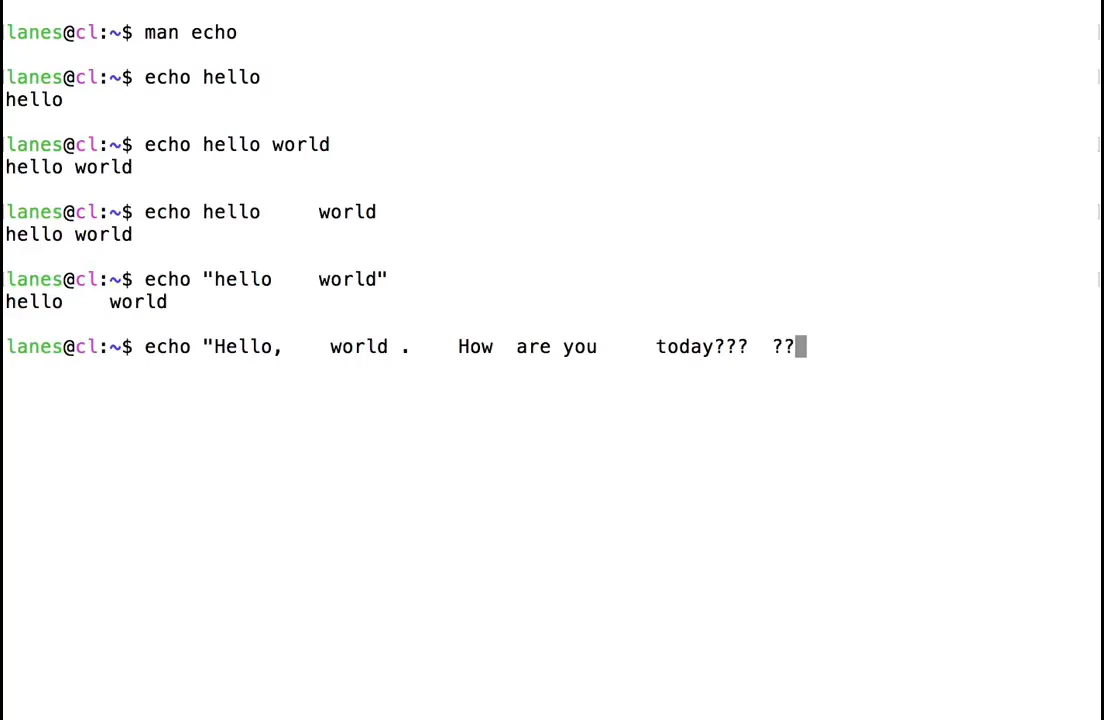 lanes@cl:~$ man echo
lanes@cl:~$ echo hello
hello
lanes@cl:~$ echo hello world
hello world
lanes@cl:~$ echo hello     world
hello world
lanes@cl:~$ echo "hello    world"
hello    world
lanes@cl:~$ echo "Hello,    world .    How  are you     today???  ??